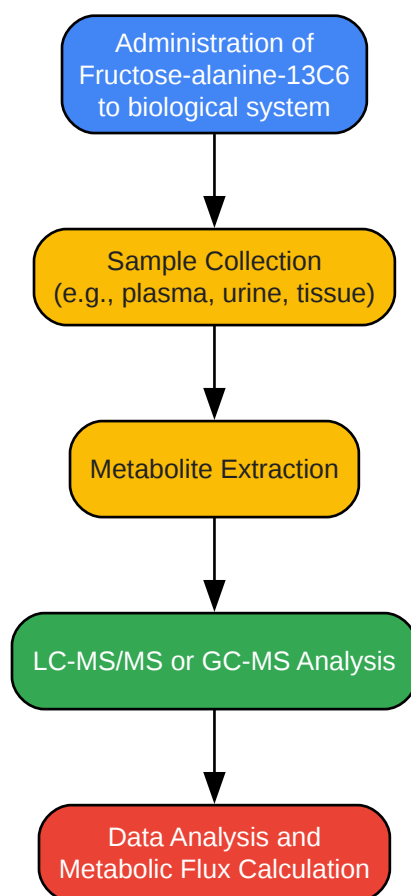 Administration of
Fructose-alanine-13C6
to biological system
Sample Collection
(e.g., plasma, urine, tissue)
Metabolite Extraction
LC-MS/MS or GC-MS Analysis
Data Analysis and
Metabolic Flux Calculation